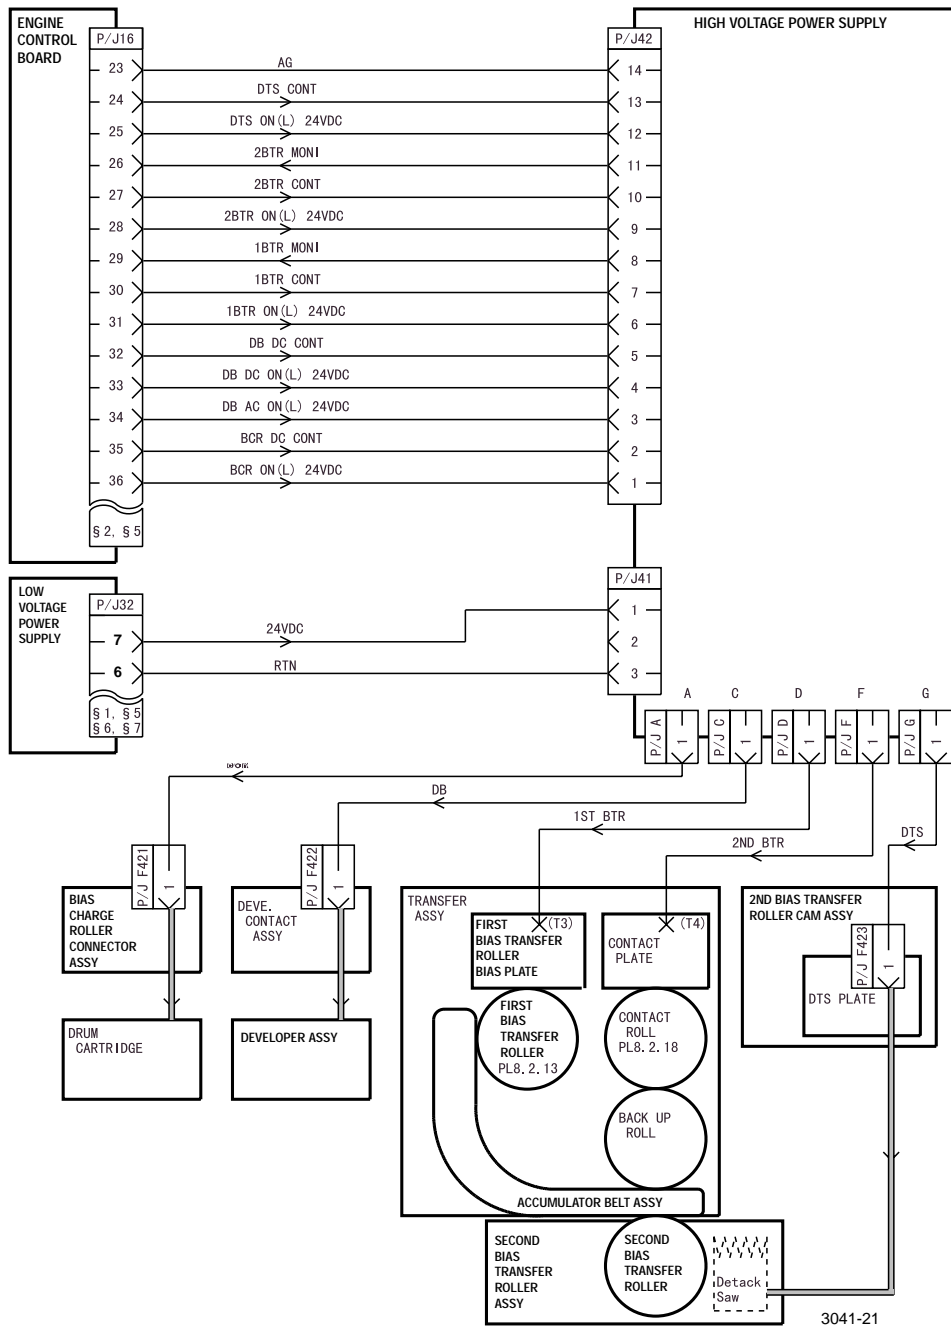 ENGINE
CONTROL
BOARD
P/J16
P/J42
HIGH VOLTAGE POWER SUPPLY
23 AG 14
24 DTS CONT 13
25 DTS ON(L) 24VDC 12
26 2BTR MONI 11
27 2BTR CONT 10
28 2BTR ON(L) 24VDC 9
29 1BTR MONI 8
30 1BTR CONT 7
31 1BTR ON(L) 24VDC 6
32 DB DC CONT 5
33 DB DC ON(L) 24VDC 4
34 DB AC ON(L) 24VDC 3
35 BCR DC CONT 2
36 BCR ON(L) 24VDC 1
§2, §5
LOW
VOLTAGE
POWER
SUPPLY
P/J32
P/J41
7 24VDC 1
2
6 RTN 3
§1, §5
§6, §7
A C D F G
P/J A 1
P/J C 1
P/J D 1
P/J F 1
P/J G 1
DB
1ST BTR
2ND BTR
DTS
P/J F421 1
P/J F422 1
BIAS
CHARGE
ROLLER
CONNECTOR
ASSY
DEVE.
CONTACT
ASSY
TRANSFER
ASSY
FIRST
BIAS TRANSFER
ROLLER
BIAS PLATE
(T3)
CONTACT
PLATE
(T4)
2ND BIAS TRANSFER
ROLLER CAM ASSY
P/J F423 1
DTS PLATE
DRUM
CARTRIDGE
DEVELOPER ASSY
FIRST
BIAS
TRANSFER
ROLLER
PL8.2.13
CONTACT
ROLL
PL8.2.18
BACK UP
ROLL
ACCUMULATOR BELT ASSY
SECOND
BIAS
TRANSFER
ROLLER
ASSY
SECOND
BIAS
TRANSFER
ROLLER
Detack
Saw
3041-21